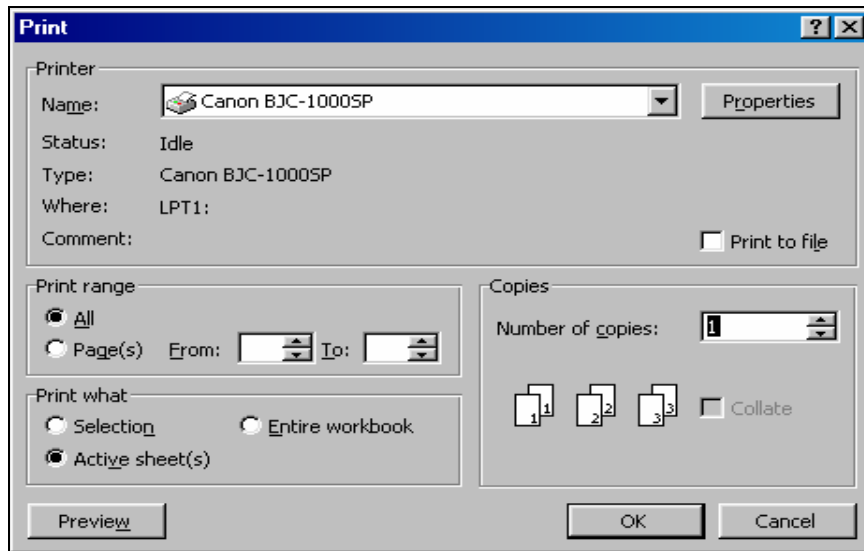 Print
Printer
Name: Canon BJC-1000SP Properties
Status: Idle
Type: Canon BJC-1000SP
Where: LPT1:
Comment: Print to file
Print range
All
Page(s) From: To:
Print what
Selection Entire workbook
Active sheet(s)
Copies
Number of copies: 1
1 1 2 2 3 3 Collate
Preview OK Cancel